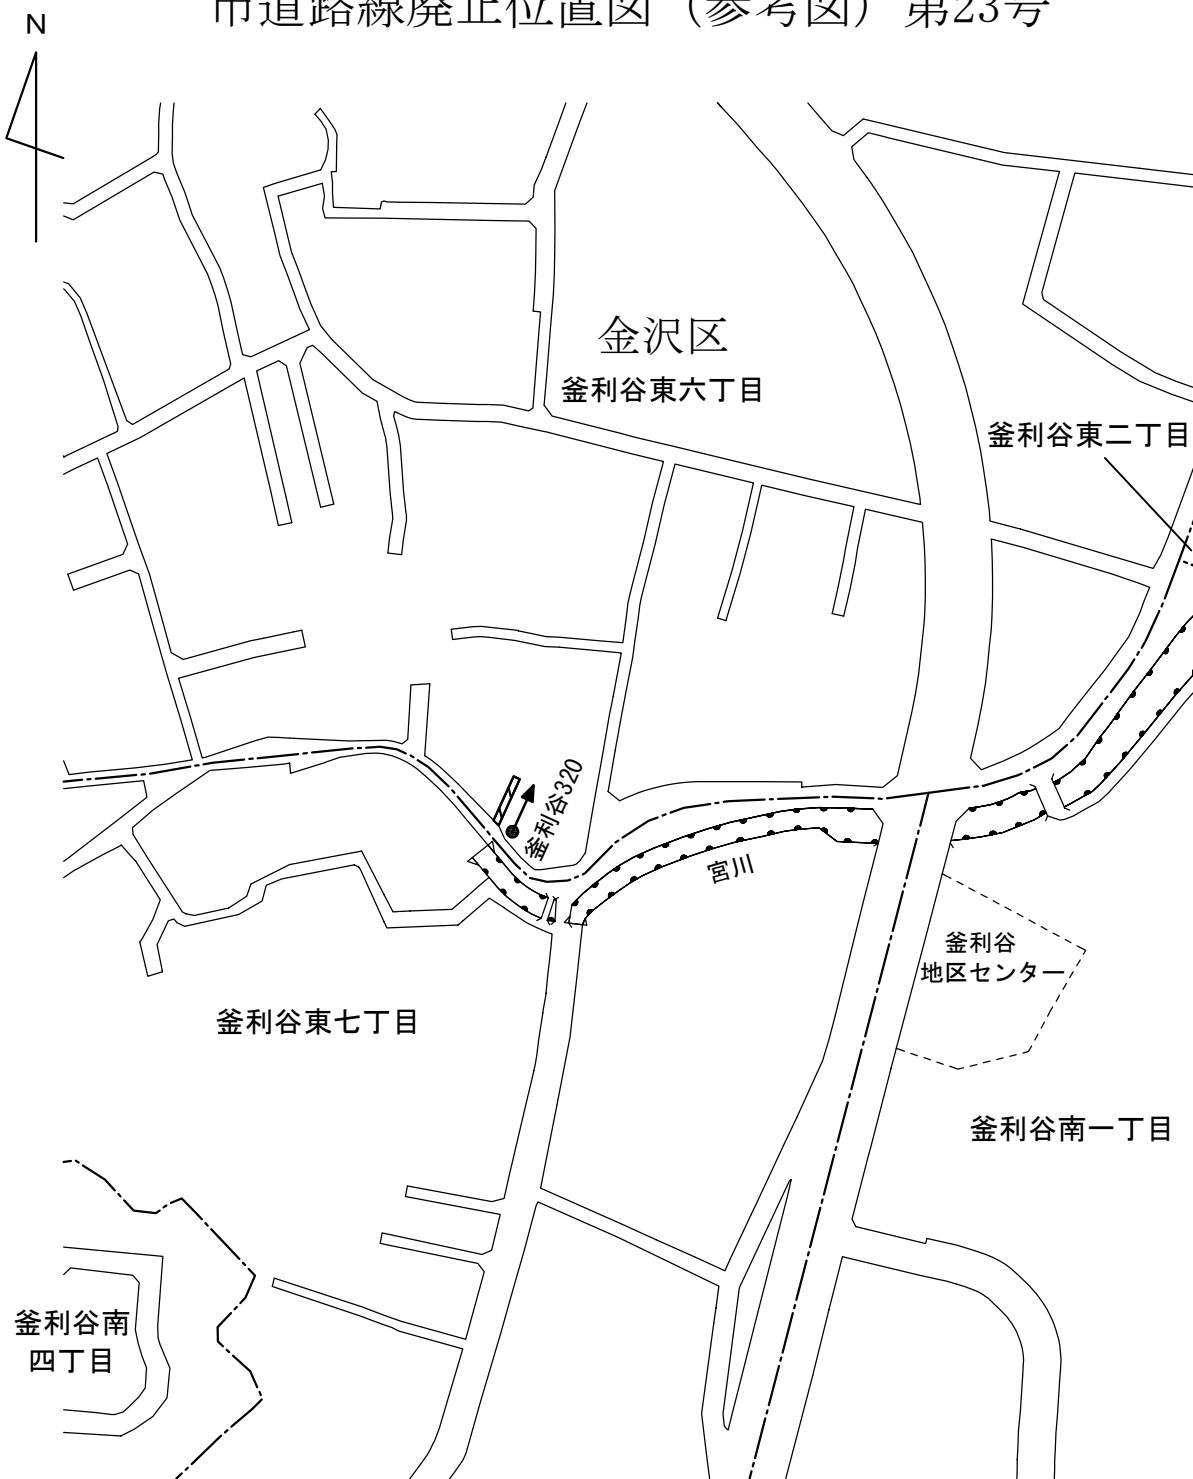 市道路線廃止位置図（参考図）第23号
N
金沢区
釜利谷東六丁目
釜利谷東二丁目
釜利谷320
宮川
釜利谷
地区センター
釜利谷東七丁目
釜利谷南一丁目
釜利谷南
四丁目